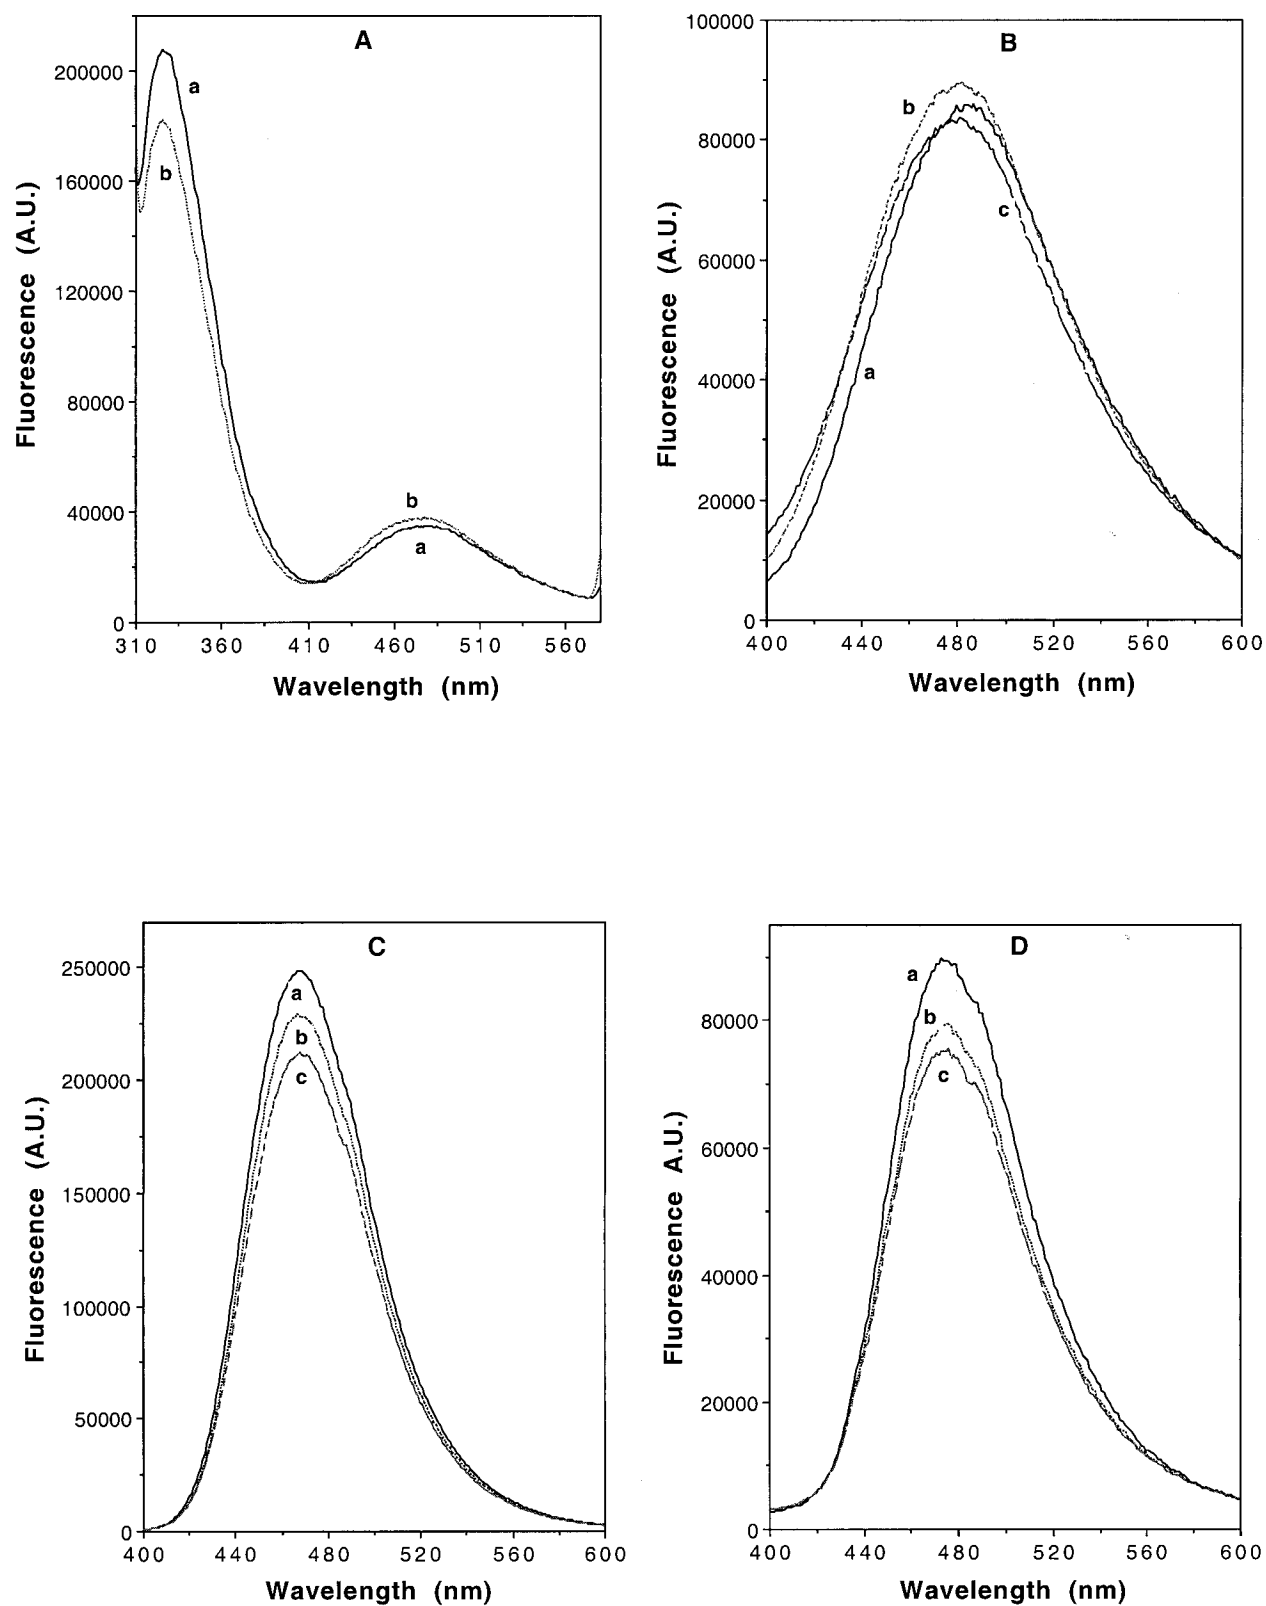 A
200000
160000
120000
80000
40000
0
Fluorescence (A.U.)
a
b
b
a
310 360 410 460 510 560
Wavelength (nm)
B
100000
80000
60000
40000
20000
0
Fluorescence (A.U.)
b
c
a
400 440 480 520 560 600
Wavelength (nm)
C
250000
200000
150000
100000
50000
0
Fluorescence (A.U.)
a
b
c
400 440 480 520 560 600
Wavelength (nm)
D
80000
60000
40000
20000
0
Fluorescence A.U.)
a
b
c
400 440 480 520 560 600
Wavelength (nm)